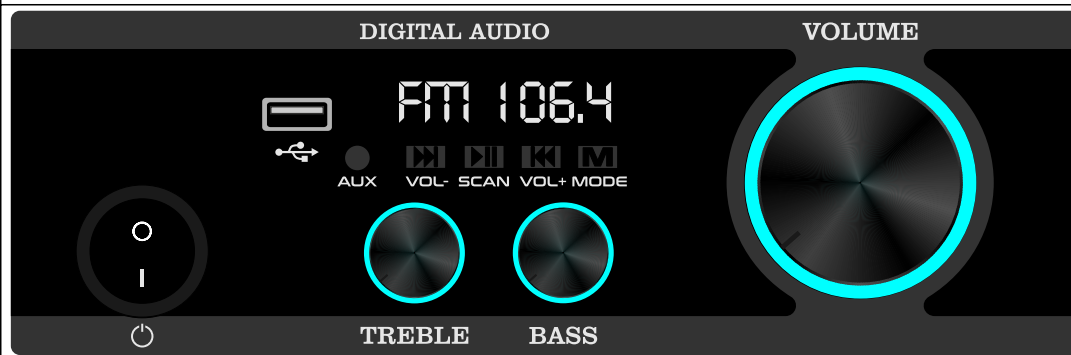 DIGITAL AUDIO
VOLUME
FM 106.4
M
AUX VOL- SCAN VOL+ MODE
O
I
TREBLE BASS